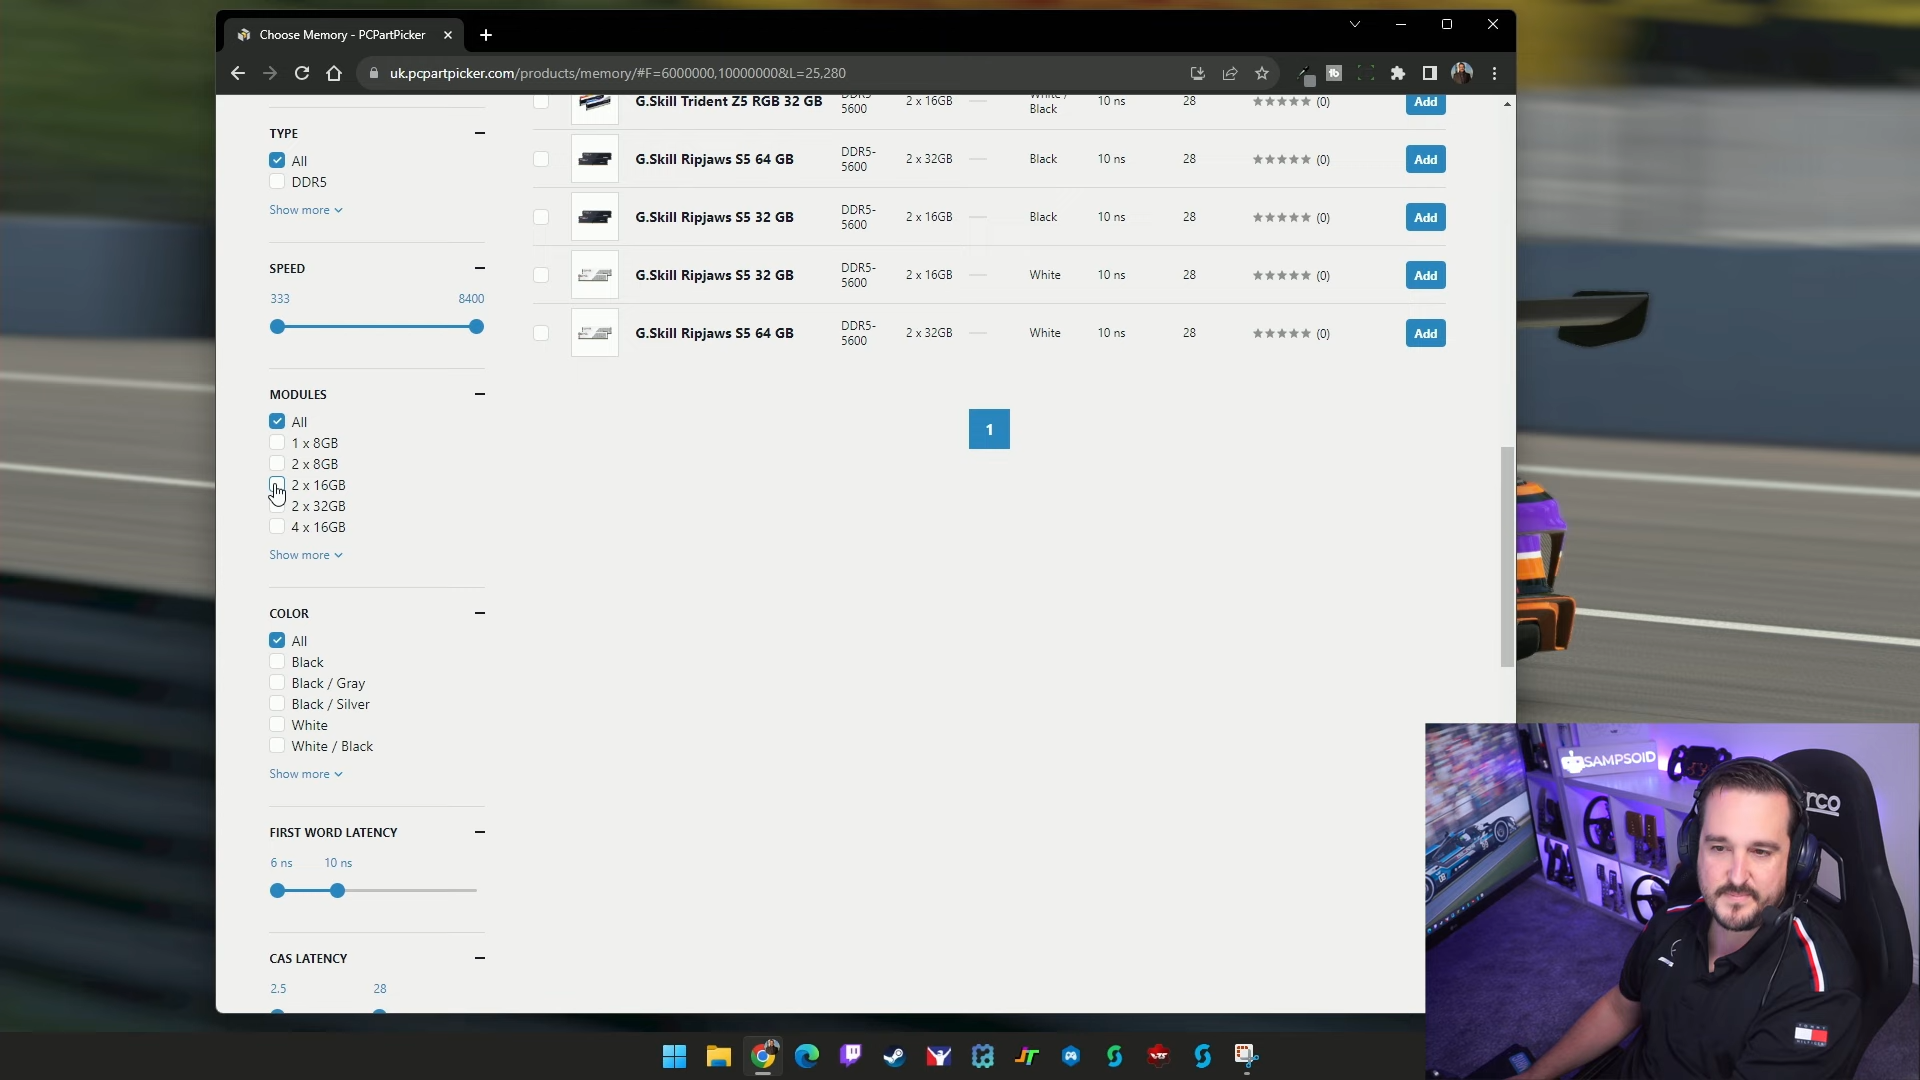 Choose Memory - PCPartPicker
uk.pcpartpicker.com/products/memory/#F=6000000,10000000&L=25,280
TYPE
All
DDR5
Show more
SPEED
333 8400
MODULES
All
1 x 8GB
2 x 8GB
2 x 16GB
2 x 32GB
4 x 16GB
Show more
COLOR
All
Black
Black / Gray
Black / Silver
White
White / Black
Show more
FIRST WORD LATENCY
6 ns 10 ns
CAS LATENCY
2.5 28
G.Skill Trident Z5 RGB 32 GB DDR5-5600 2 x 16GB — White / Black 10 ns 28 (0) Add
G.Skill Ripjaws S5 64 GB DDR5-5600 2 x 32GB — Black 10 ns 28 (0) Add
G.Skill Ripjaws S5 32 GB DDR5-5600 2 x 16GB — Black 10 ns 28 (0) Add
G.Skill Ripjaws S5 32 GB DDR5-5600 2 x 16GB — White 10 ns 28 (0) Add
G.Skill Ripjaws S5 64 GB DDR5-5600 2 x 32GB — White 10 ns 28 (0) Add
1
SAMPSOID
rco